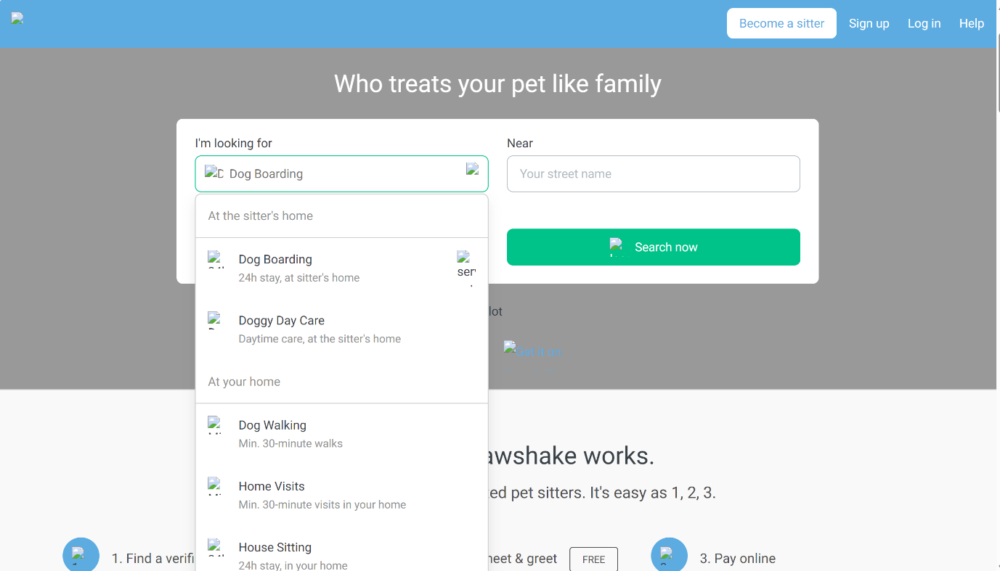 Become a sitter
Sign up
Log in
Help
Who treats your pet like family
I'm looking for
Dog Boarding
Near
Your street name
Search now
At the sitter's home
Dog Boarding
24h stay, at sitter's home
Doggy Day Care
Daytime care, at the sitter's home
At your home
Dog Walking
Min. 30-minute walks
Home Visits
Min. 30-minute visits in your home
House Sitting
24h stay, in your home
lot
Get it on
awshake works.
ed pet sitters. It's easy as 1, 2, 3.
1. Find a verifi
meet & greet
FREE
3. Pay online